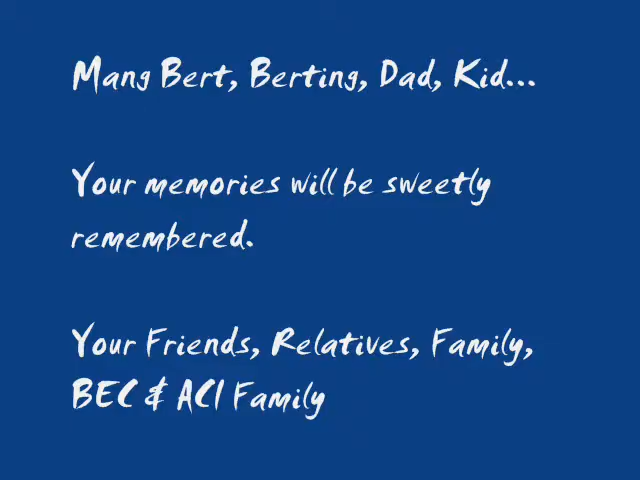 Mang Bert, Berting, Dad, Kid...
Your memories will be sweetly
remembered.
Your Friends, Relatives, Family,
BEC & ACI Family